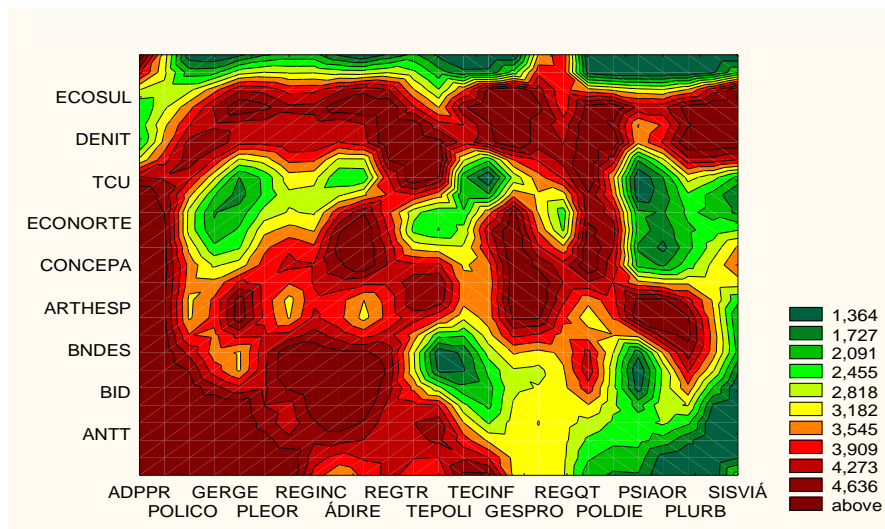 ECOSUL
DENIT
TCU
ECONORTE
CONCEPA
ARTHESP
BNDES
BID
ANTT
ADPPR GERGE REGINC REGTR TECINF REGQT PSIAOR SISVIÁ
POLICO PLEOR ÁDIRE TEPOLI GESPRO POLDIE PLURB
1,364
1,727
2,091
2,455
2,818
3,182
3,545
3,909
4,273
4,636
above